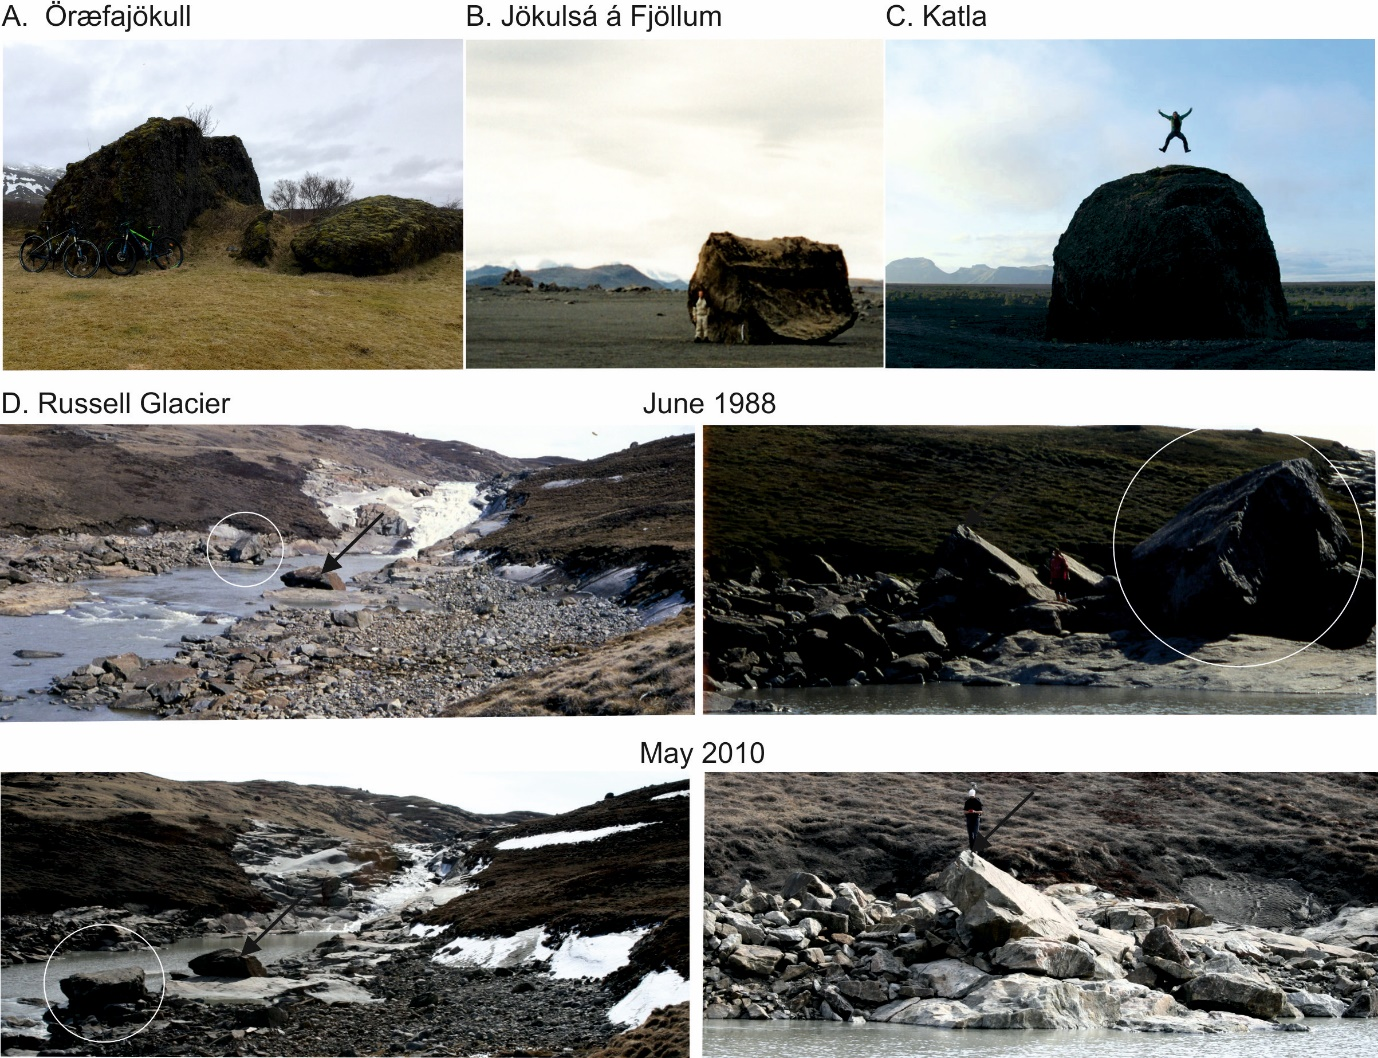 A. Öræfajökull
B. Jökulsá á Fjöllum
C. Katla
D. Russell Glacier
June 1988
May 2010